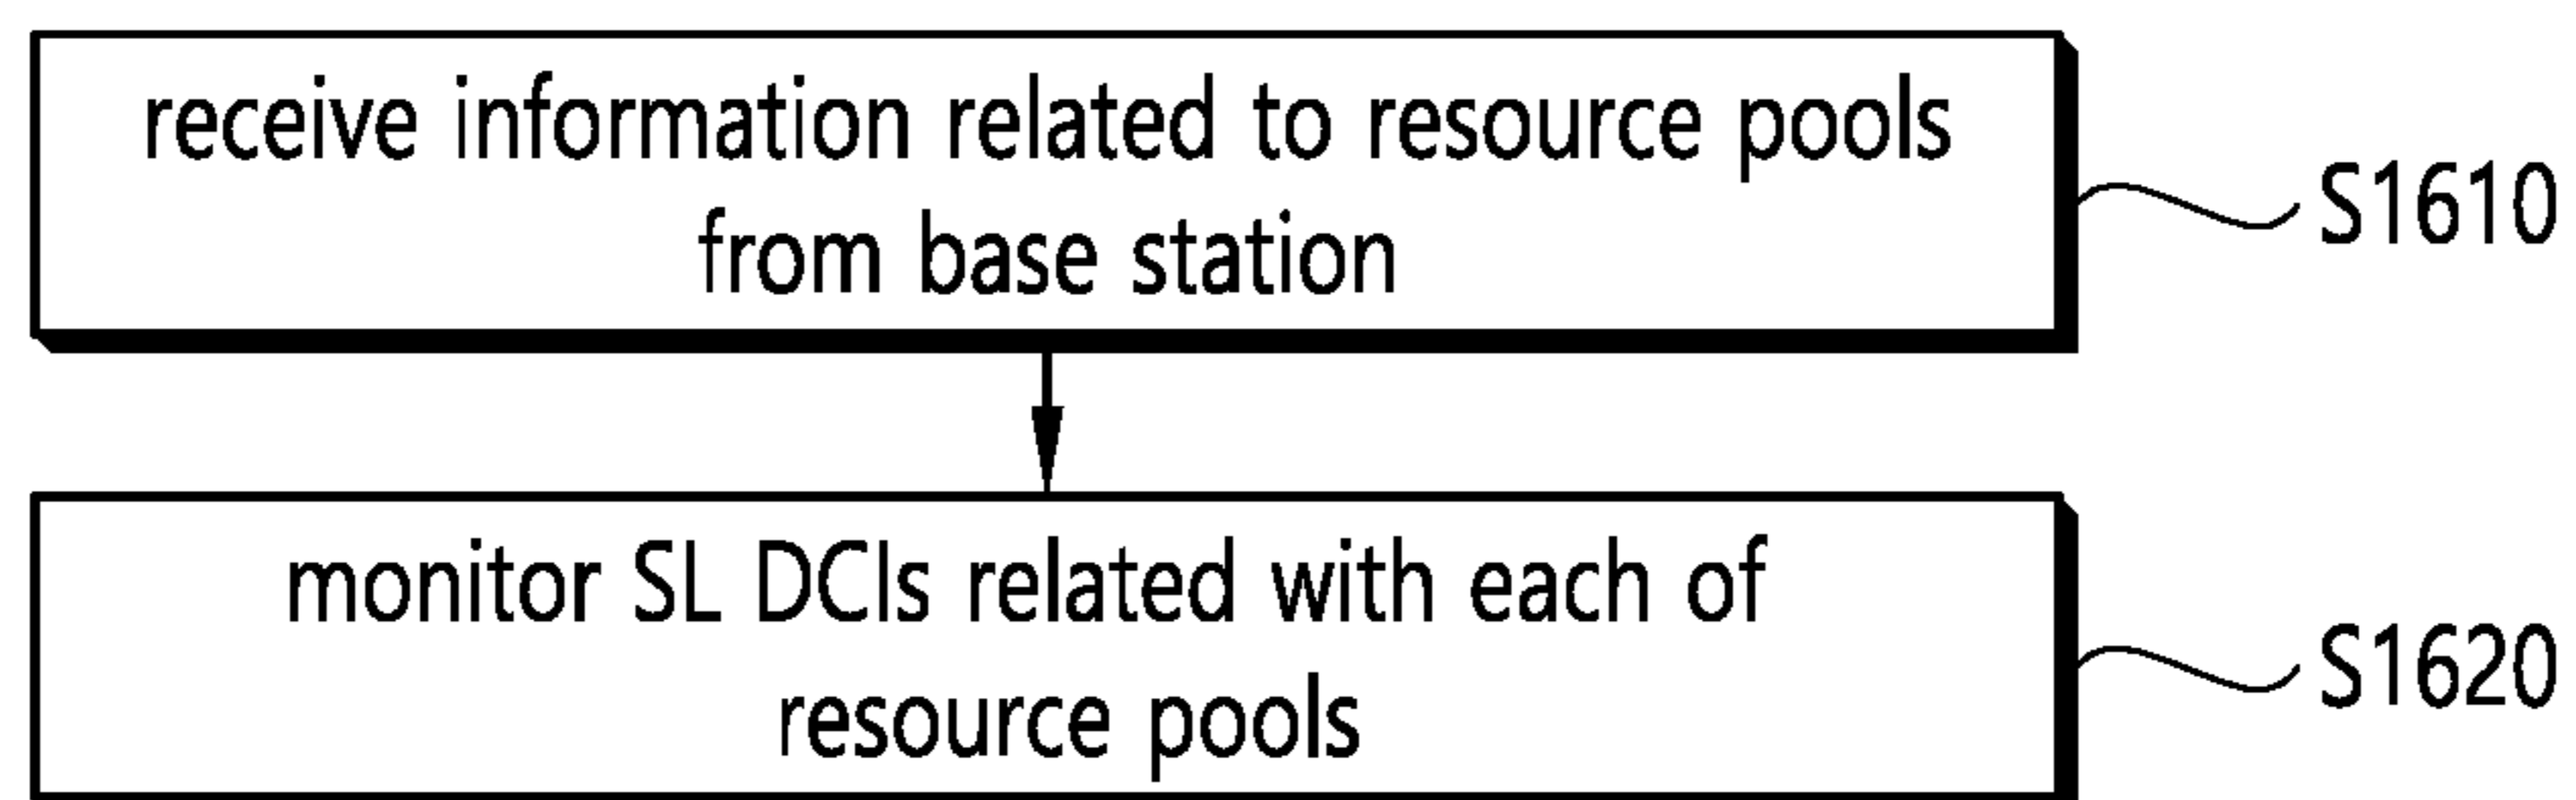 receive information related to resource pools
from base station
S1610
monitor SL DCIs related with each of
resource pools
S1620